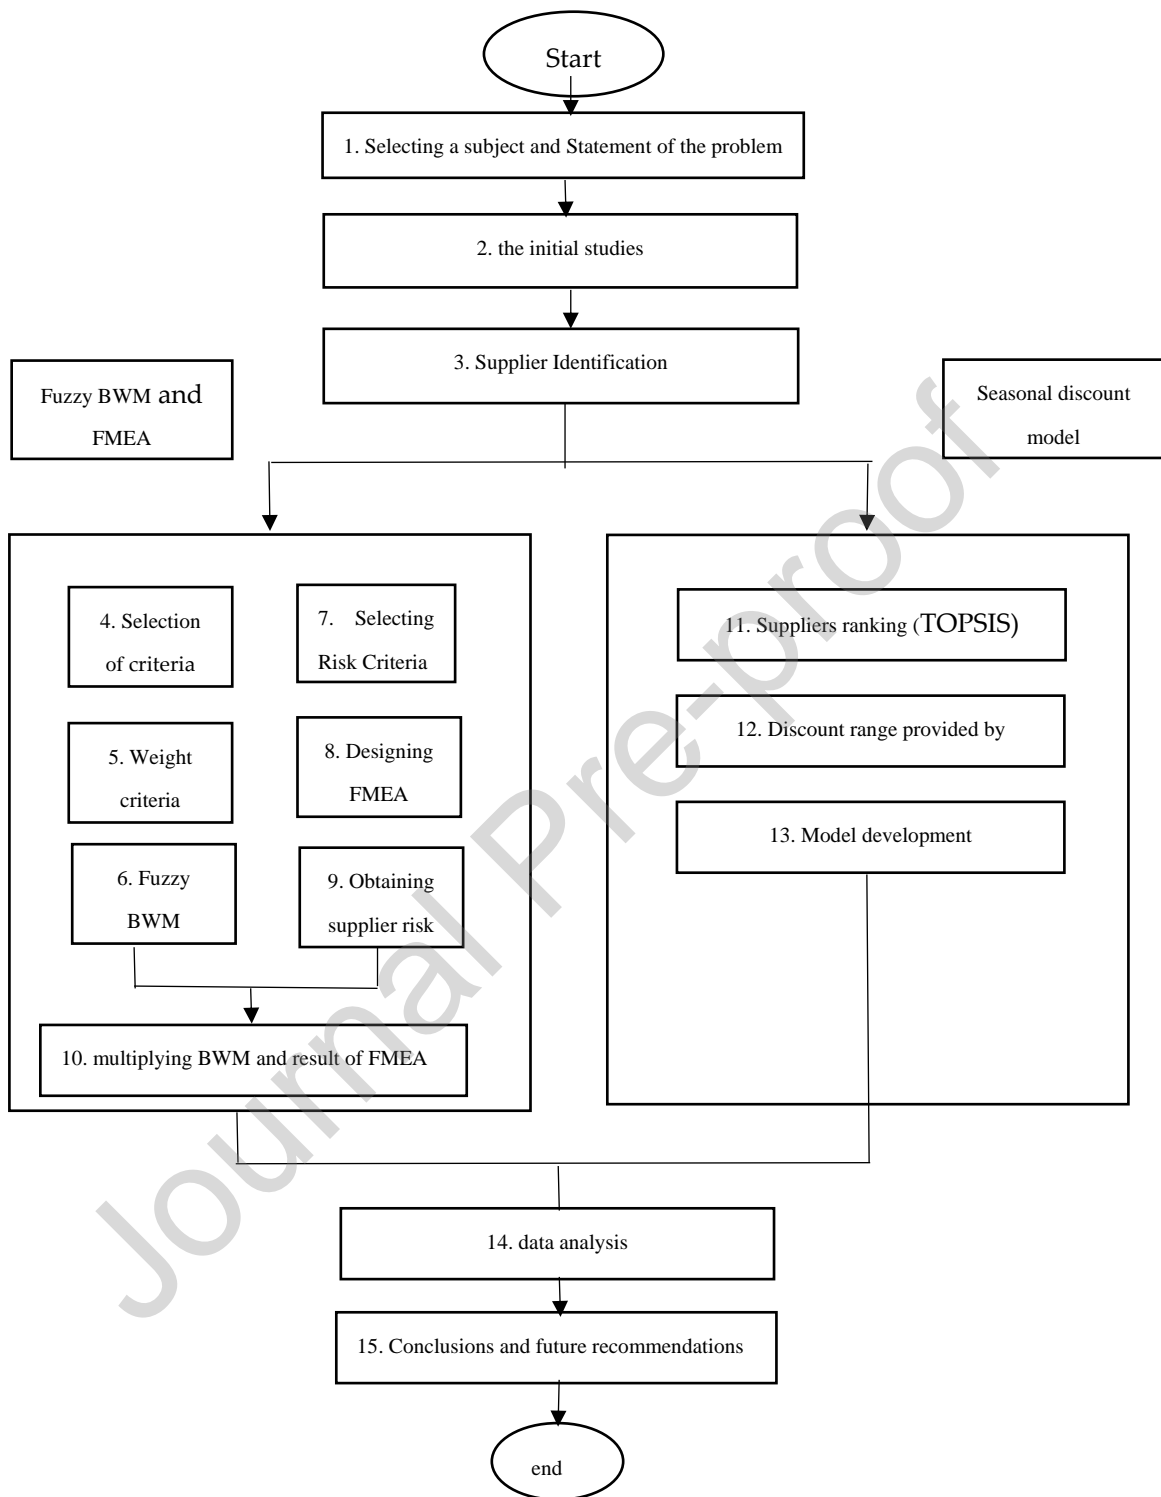 Start
1. Selecting a subject and Statement of the problem
2. the initial studies
3. Supplier Identification
Fuzzy BWM and
FMEA
Seasonal discount
model
4. Selection
of criteria
5. Weight
criteria
6. Fuzzy
BWM
7. Selecting
Risk Criteria
8. Designing
FMEA
9. Obtaining
supplier risk
10. multiplying BWM and result of FMEA
11. Suppliers ranking (TOPSIS)
12. Discount range provided by
13. Model development
14. data analysis
15. Conclusions and future recommendations
end
Journal Pre-proof